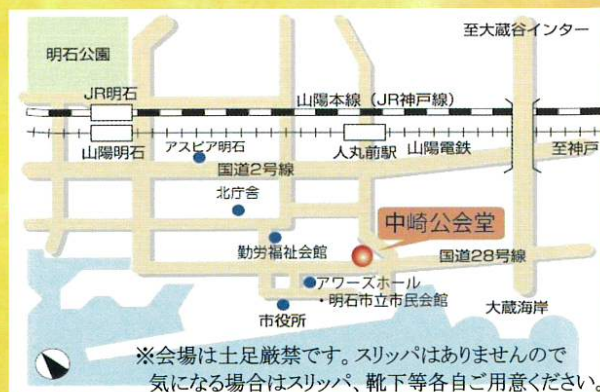 至大蔵谷インター
明石公園
JR明石
山陽本線（JR神戸線）
山陽明石
アスピア明石
人丸前駅
山陽電鉄
至神戸
国道2号線
北庁舎
中崎公会堂
勤労福祉会館
国道28号線
アワーズホール
・明石市立市民会館
大蔵海岸
市役所
※会場は土足厳禁です。スリッパはありませんので
気になる場合はスリッパ、靴下等各自ご用意ください。